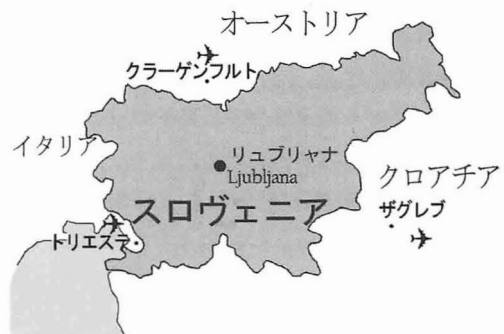 オーストリア
クラーゲンフルト
イタリア
リュブリャナ
Ljubljana
クロアチア
スロヴェニア
ザグレブ
トリエステ